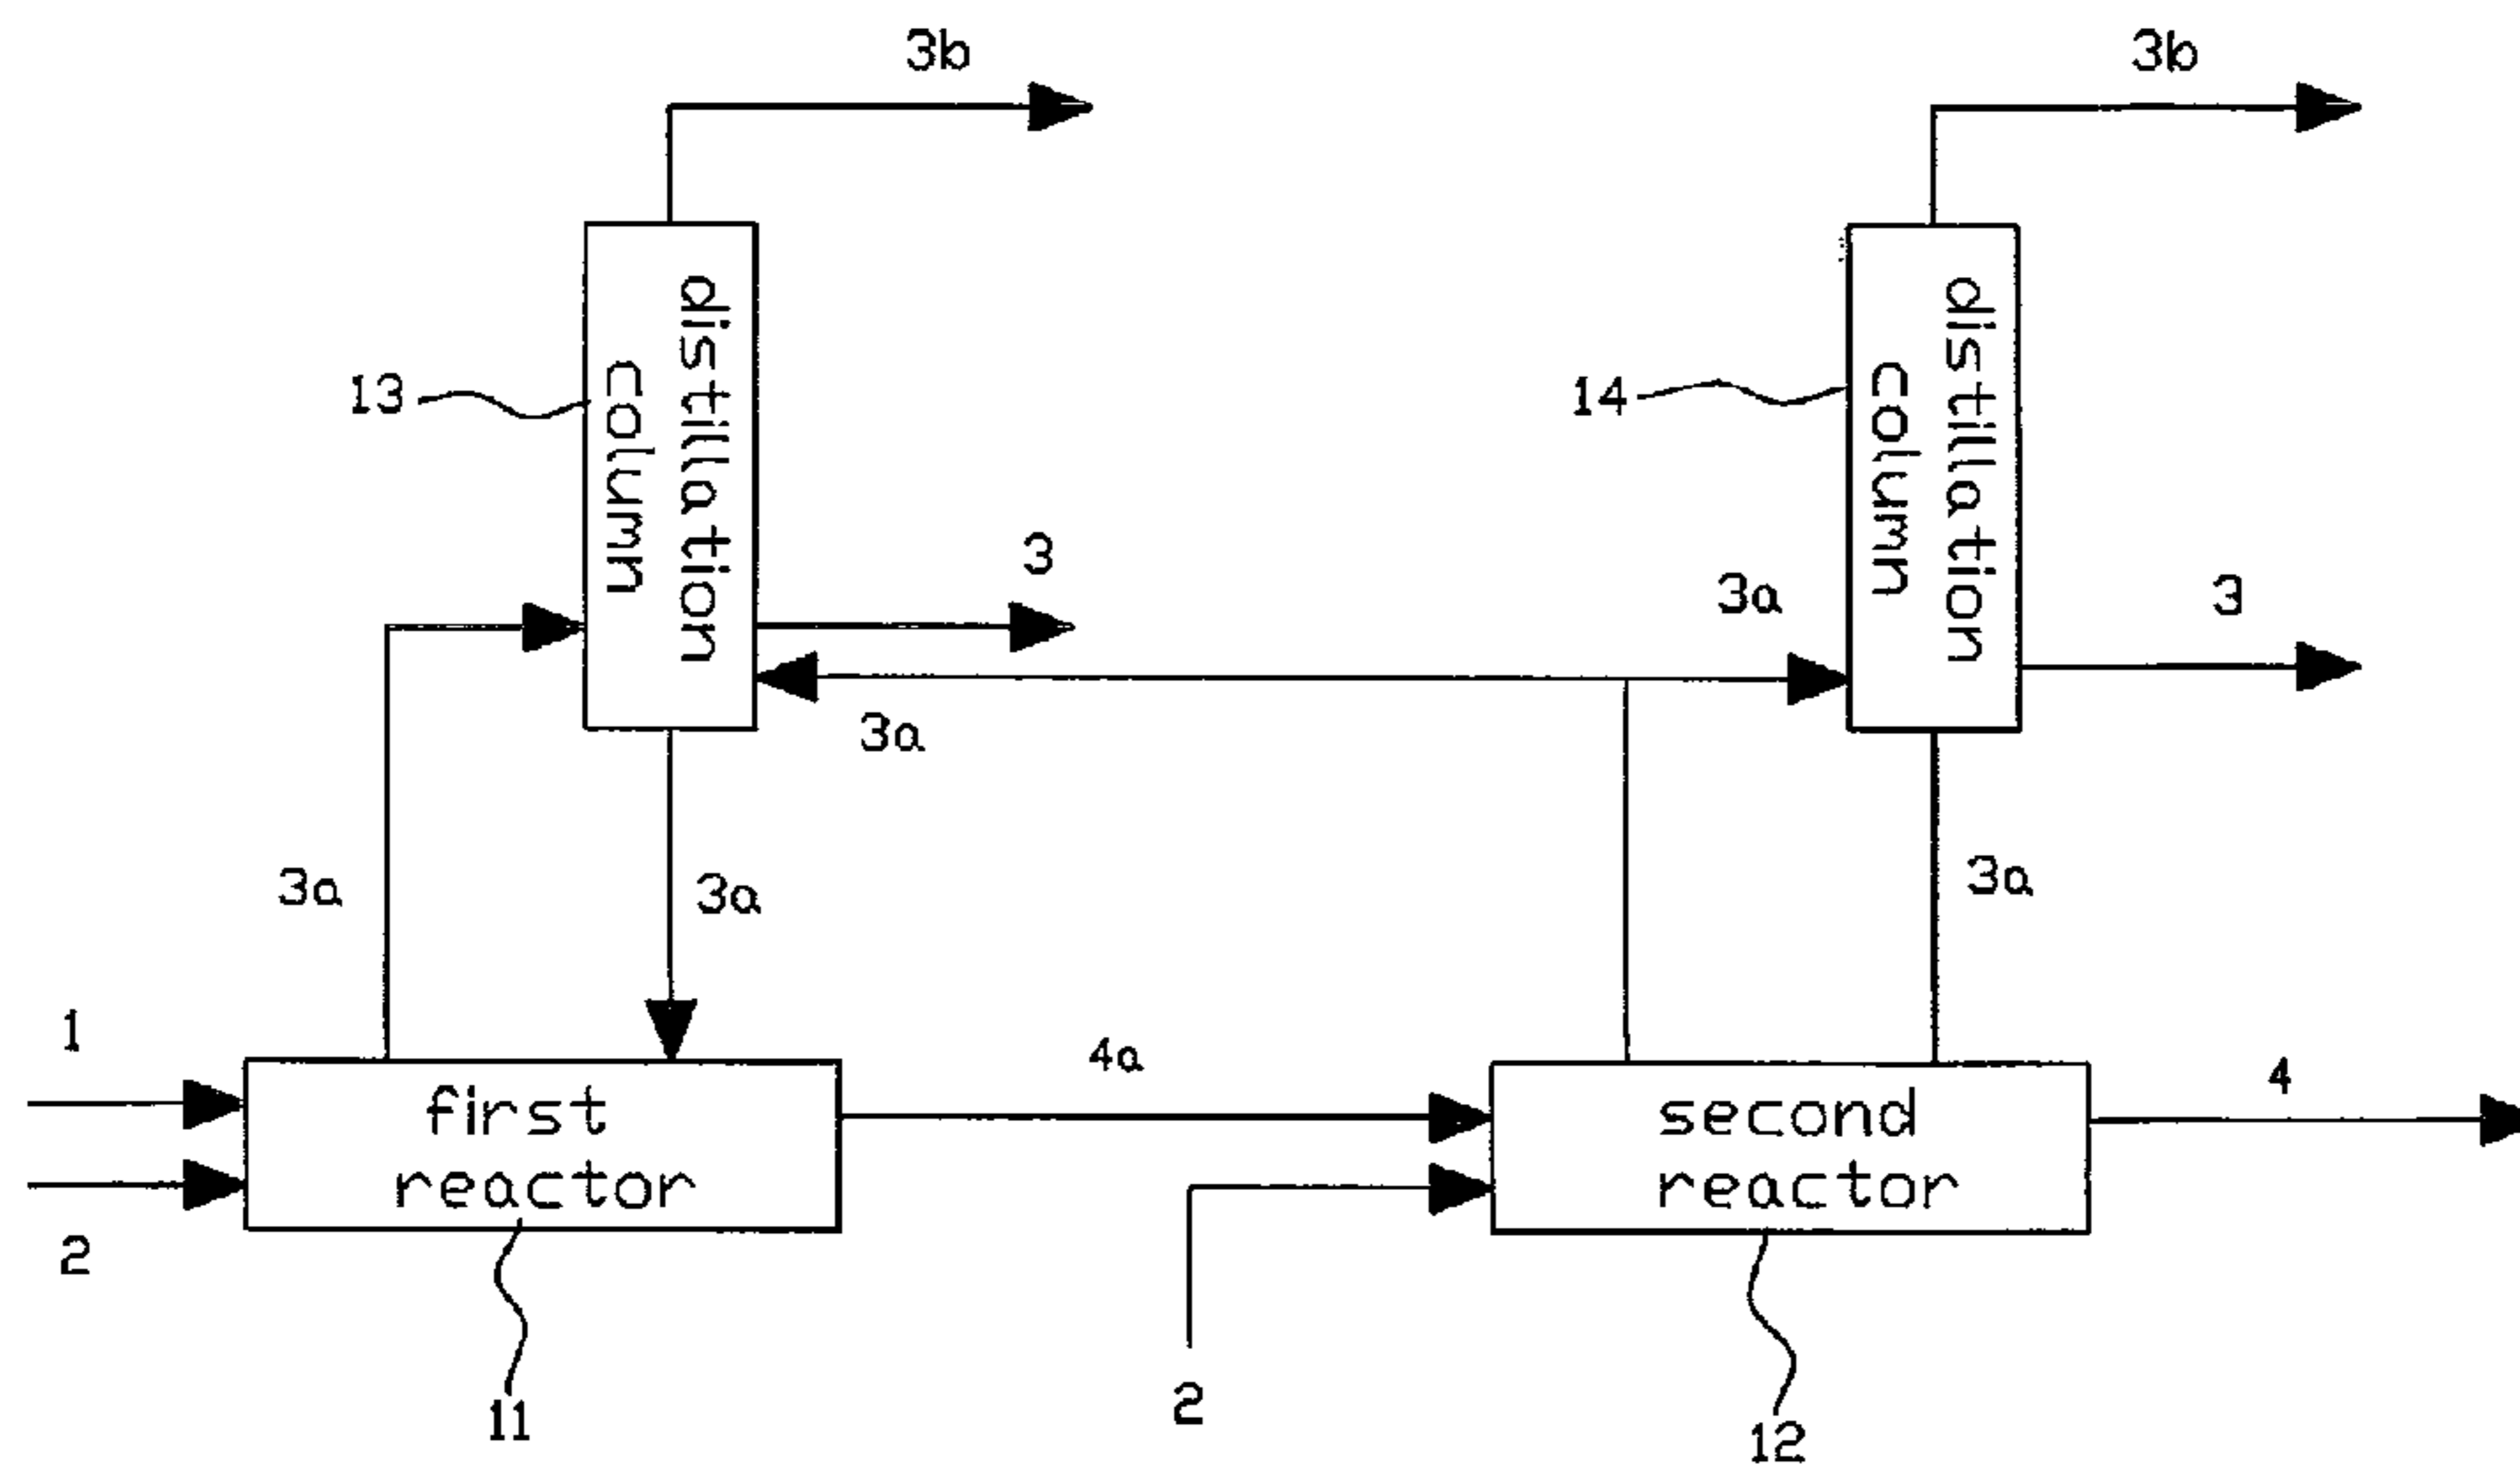 3b
3b
distillation
column
distillation
column
13
14
3
3a
3
3a
3a
3a
3a
1
4a
4
first
reactor
second
reactor
2
2
11
12